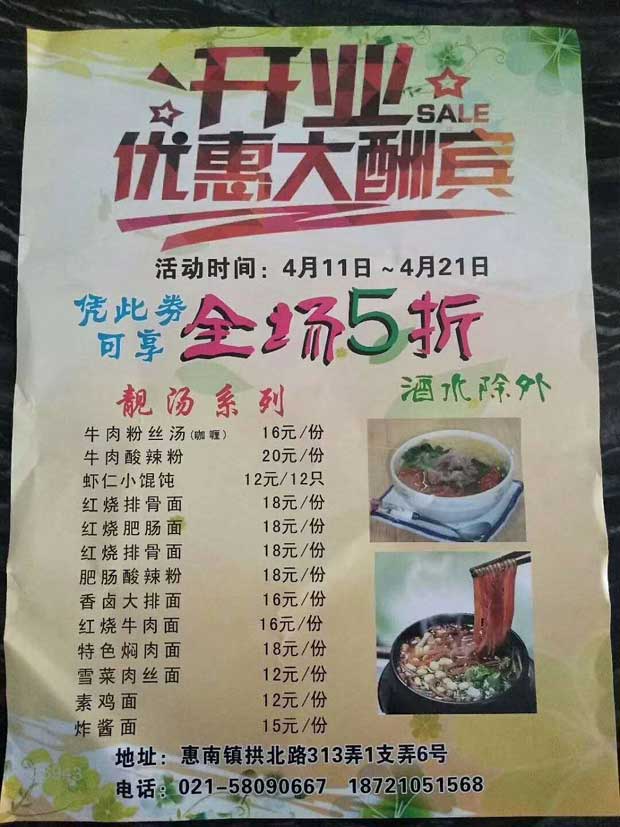 开业
SALE
优惠大酬宾
活动时间：4月11日～4月21日
凭此券
可享 全场5折
酒水除外
靓汤系列
牛肉粉丝汤(咖喱) 16元/份
牛肉酸辣粉 20元/份
虾仁小馄饨 12元/12只
红烧排骨面 18元/份
红烧肥肠面 18元/份
红烧排骨面 18元/份
肥肠酸辣粉 18元/份
香卤大排面 16元/份
红烧牛肉面 16元/份
特色焖肉面 18元/份
雪菜肉丝面 12元/份
素鸡面 12元/份
炸酱面 15元/份
地址：惠南镇拱北路313弄1支弄6号
电话：021-58090667 18721051568